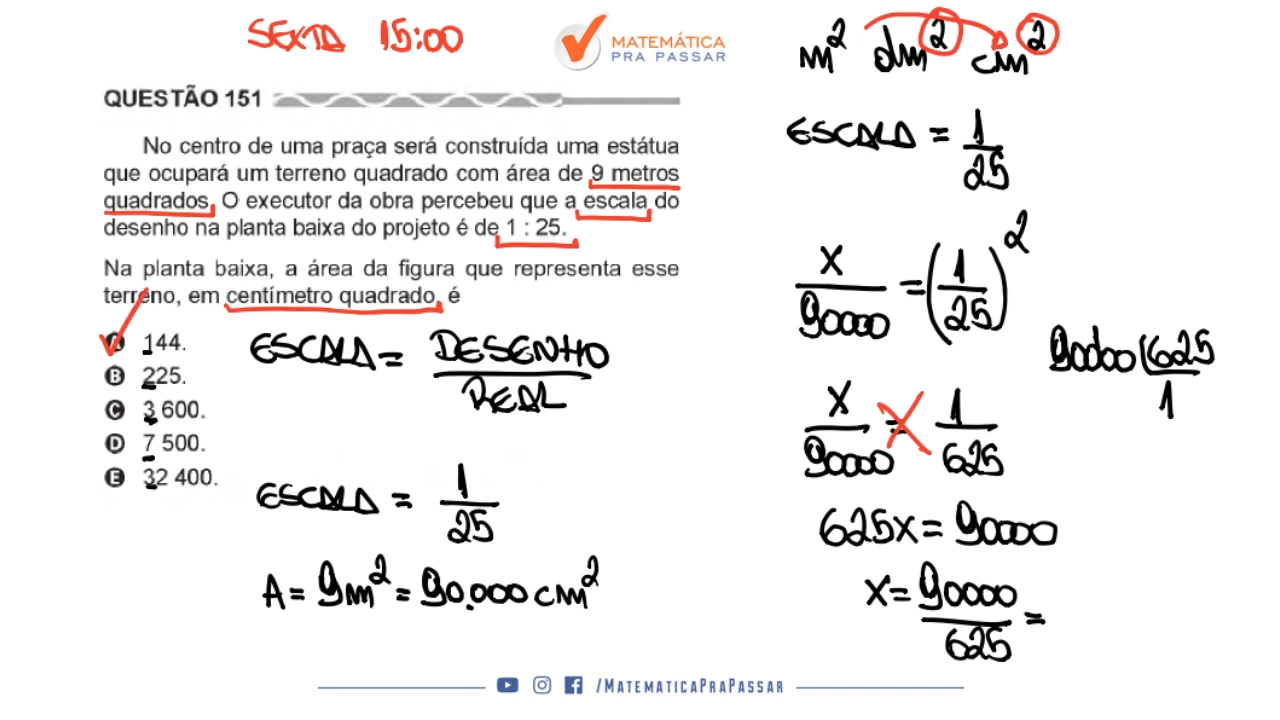 SEXTA 15:00
MATEMÁTICA
PRA PASSAR
QUESTÃO 151
No centro de uma praça será construída uma estátua
que ocupará um terreno quadrado com área de 9 metros
quadrados. O executor da obra percebeu que a escala do
desenho na planta baixa do projeto é de 1 : 25.
Na planta baixa, a área da figura que representa esse
terreno, em centímetro quadrado, é
A 144.
B 225.
C 3 600.
D 7 500.
E 32 400.
ESCALA = DESENHO / REAL
ESCALA = 1 / 25
A = 9m² = 90.000 cm²
m² dm² cm²
ESCALA = 1 / 25
x / 90000 = (1 / 25)²
x / 90000 = 1 / 625
625x = 90000
x = 90000 / 625 =
90000 625
1
/MATEMATICAPRAPASSAR